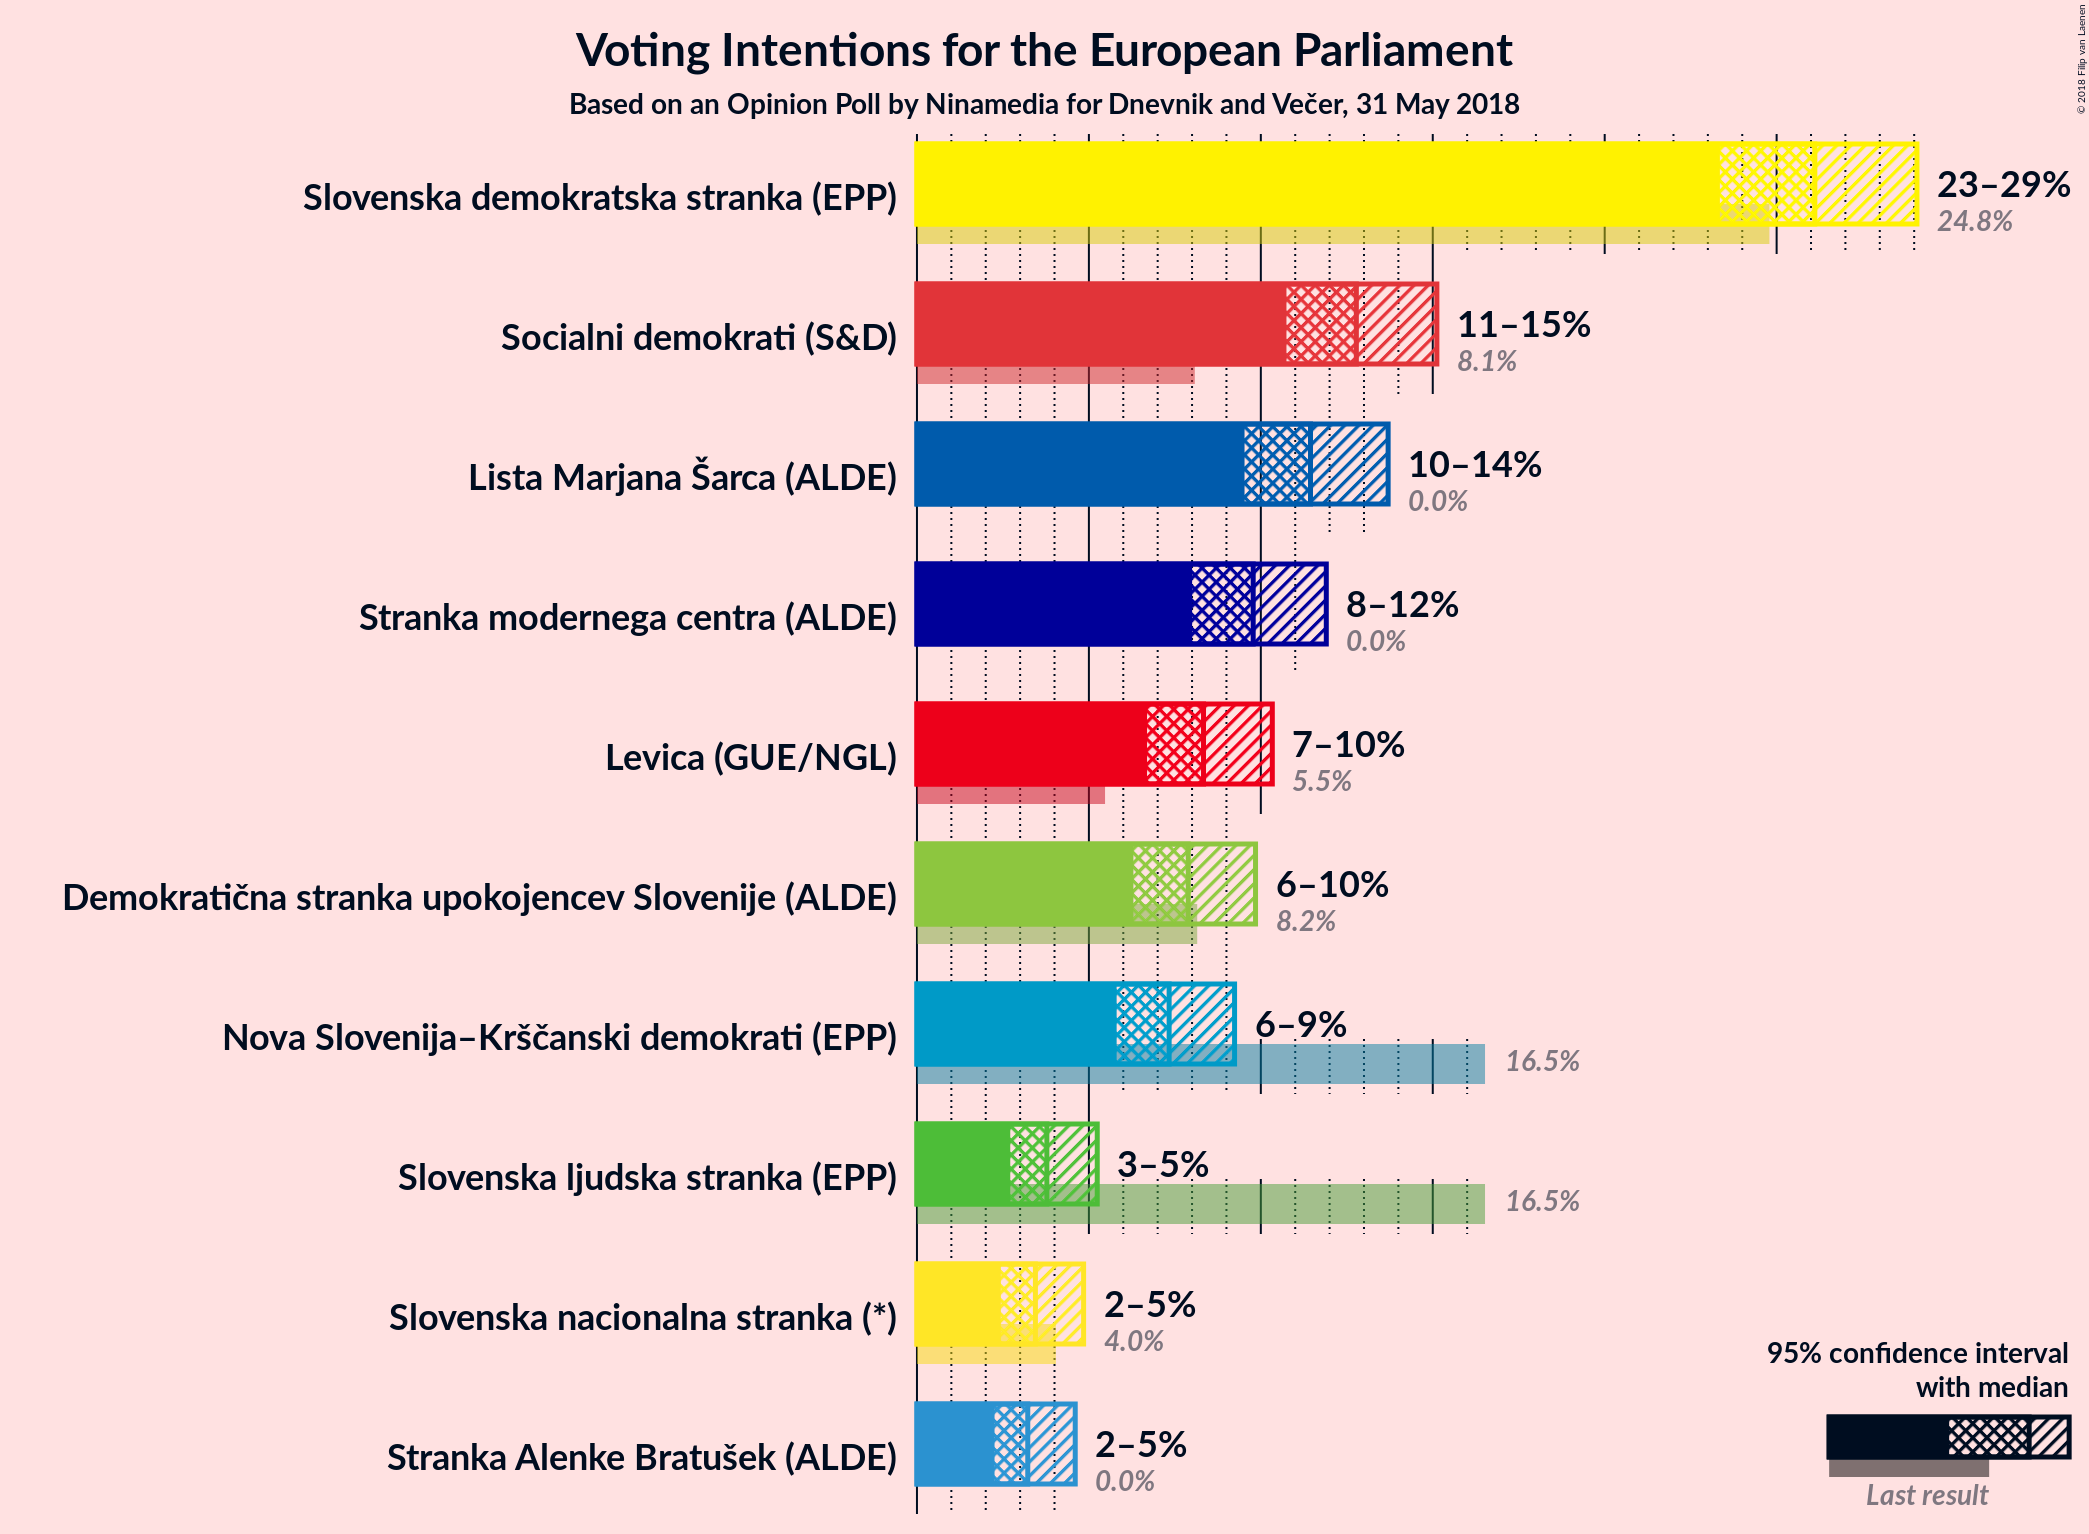 Voting Intentions for the European Parliament
Based on an Opinion Poll by Ninamedia for Dnevnik and Večer, 31 May 2018
© 2018 Filip van Laenen
Slovenska demokratska stranka (EPP)
23–29%
24.8%
Socialni demokrati (S&D)
11–15%
8.1%
Lista Marjana Šarca (ALDE)
10–14%
0.0%
Stranka modernega centra (ALDE)
8–12%
0.0%
Levica (GUE/NGL)
7–10%
5.5%
Demokratična stranka upokojencev Slovenije (ALDE)
6–10%
8.2%
Nova Slovenija–Krščanski demokrati (EPP)
6–9%
16.5%
Slovenska ljudska stranka (EPP)
3–5%
16.5%
Slovenska nacionalna stranka (*)
2–5%
4.0%
Stranka Alenke Bratušek (ALDE)
2–5%
0.0%
95% confidence interval
with median
Last result